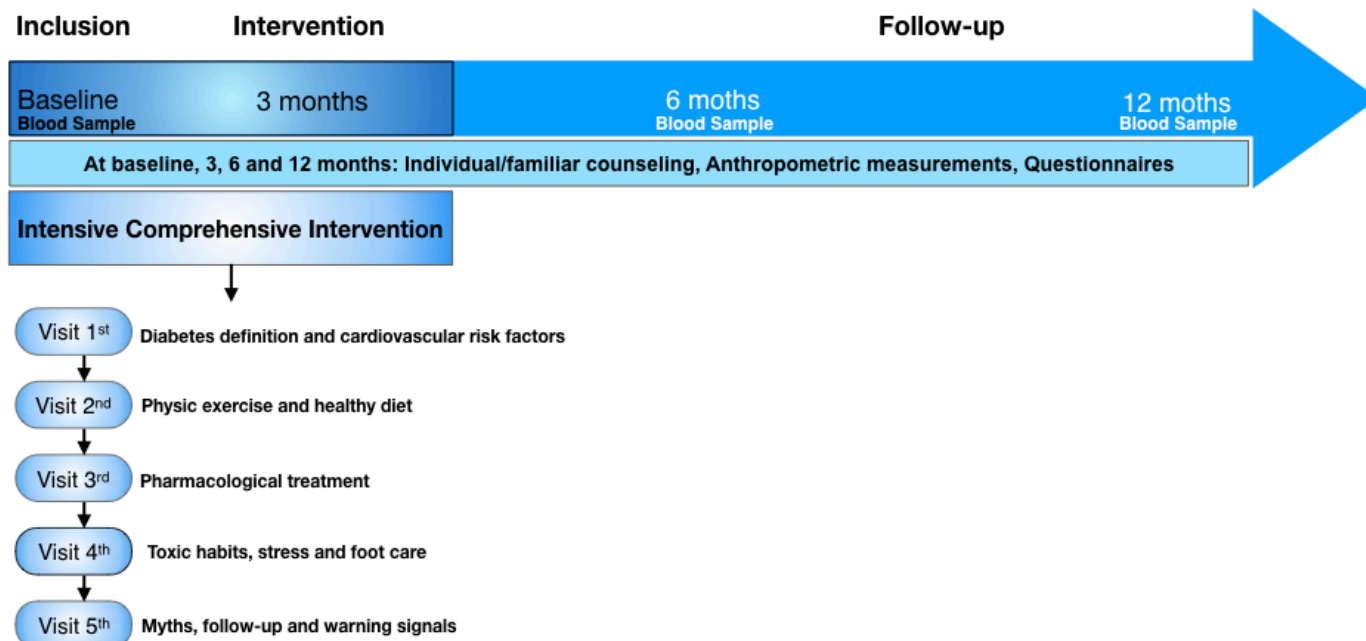 Inclusion Intervention Follow-up
Baseline 3 months 6 moths 12 moths
Blood Sample Blood Sample Blood Sample
At baseline, 3, 6 and 12 months: Individual/familiar counseling, Anthropometric measurements, Questionnaires
Intensive Comprehensive Intervention
Visit 1st Diabetes definition and cardiovascular risk factors
Visit 2nd Physic exercise and healthy diet
Visit 3rd Pharmacological treatment
Visit 4th Toxic habits, stress and foot care
Visit 5th Myths, follow-up and warning signals